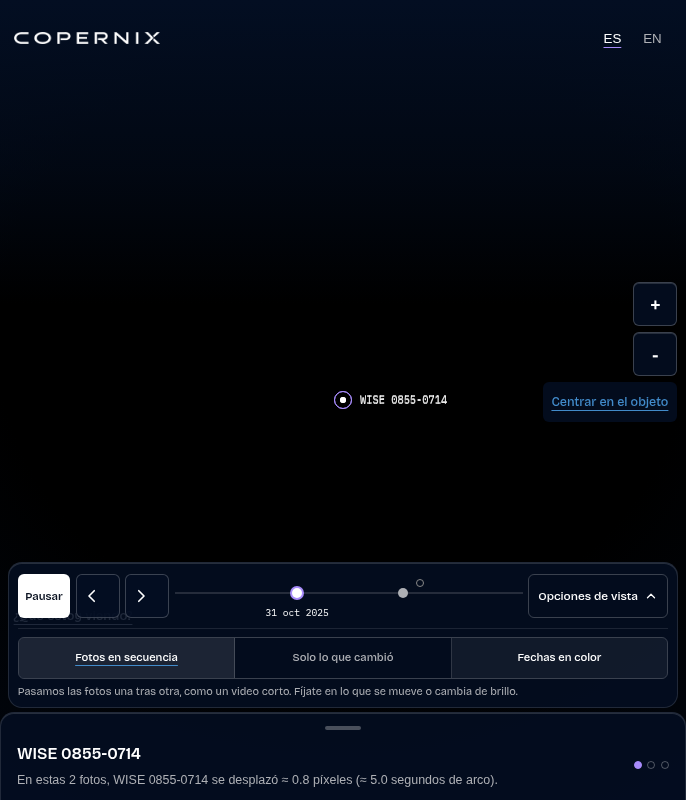 COPERNIX
ES EN
+
-
WISE 0855-0714
Centrar en el objeto
Pausar
Opciones de vista
31 oct 2025
Fotos en secuencia
Solo lo que cambió
Fechas en color
Pasamos las fotos una tras otra, como un video corto. Fíjate en lo que se mueve o cambia de brillo.
WISE 0855-0714
En estas 2 fotos, WISE 0855-0714 se desplazó ≈ 0.8 píxeles (≈ 5.0 segundos de arco).